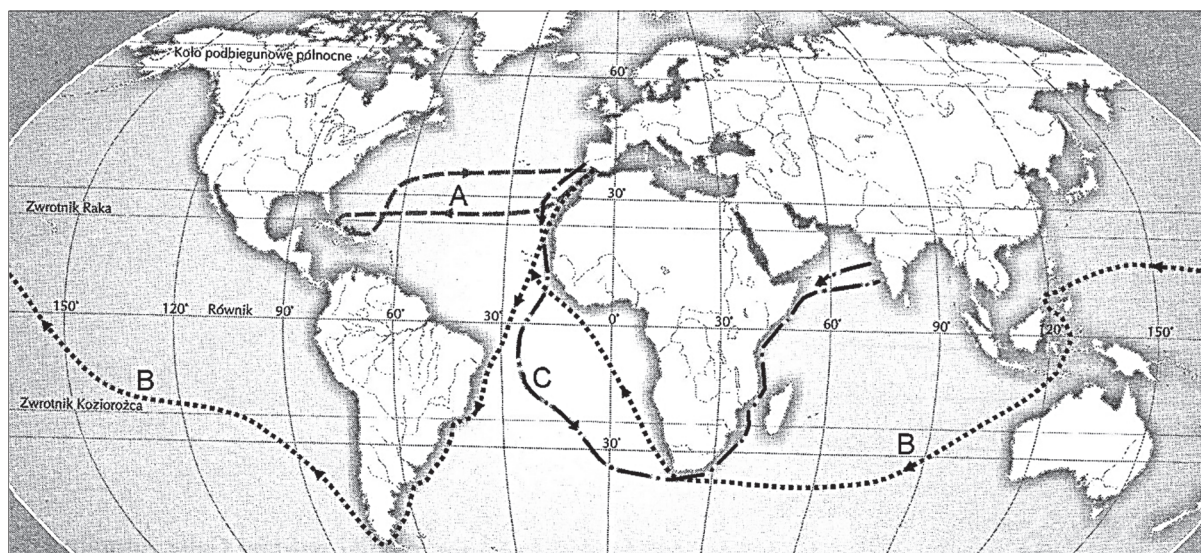 Koło podbiegunowe północne
60°
A
30°
Zwrotnik Raka
150°
120°
Równik
90°
60°
30°
0°
30°
60°
90°
120°
150°
B
C
Zwrotnik Koziorożca
30°
B